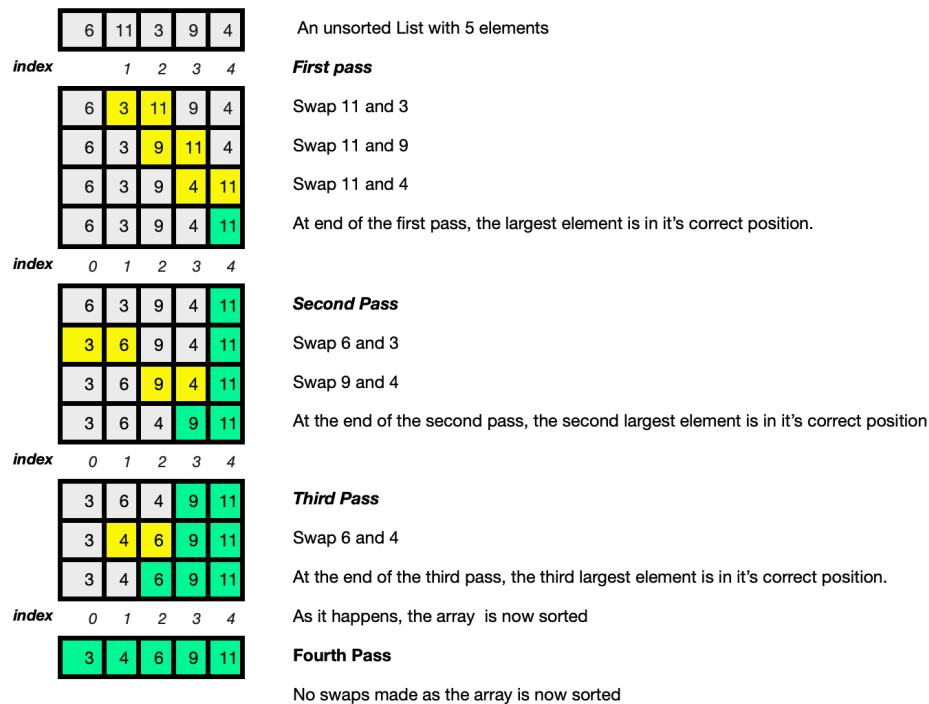 6 11 3 9 4 An unsorted List with 5 elements
index 1 2 3 4 First pass
6 3 11 9 4 Swap 11 and 3
6 3 9 11 4 Swap 11 and 9
6 3 9 4 11 Swap 11 and 4
6 3 9 4 11 At end of the first pass, the largest element is in it’s correct position.
index 0 1 2 3 4
6 3 9 4 11 Second Pass
3 6 9 4 11 Swap 6 and 3
3 6 9 4 11 Swap 9 and 4
3 6 4 9 11 At the end of the second pass, the second largest element is in it’s correct position
index 0 1 2 3 4
3 6 4 9 11 Third Pass
3 4 6 9 11 Swap 6 and 4
3 4 6 9 11 At the end of the third pass, the third largest element is in it’s correct position.
index 0 1 2 3 4 As it happens, the array is now sorted
3 4 6 9 11 Fourth Pass
No swaps made as the array is now sorted